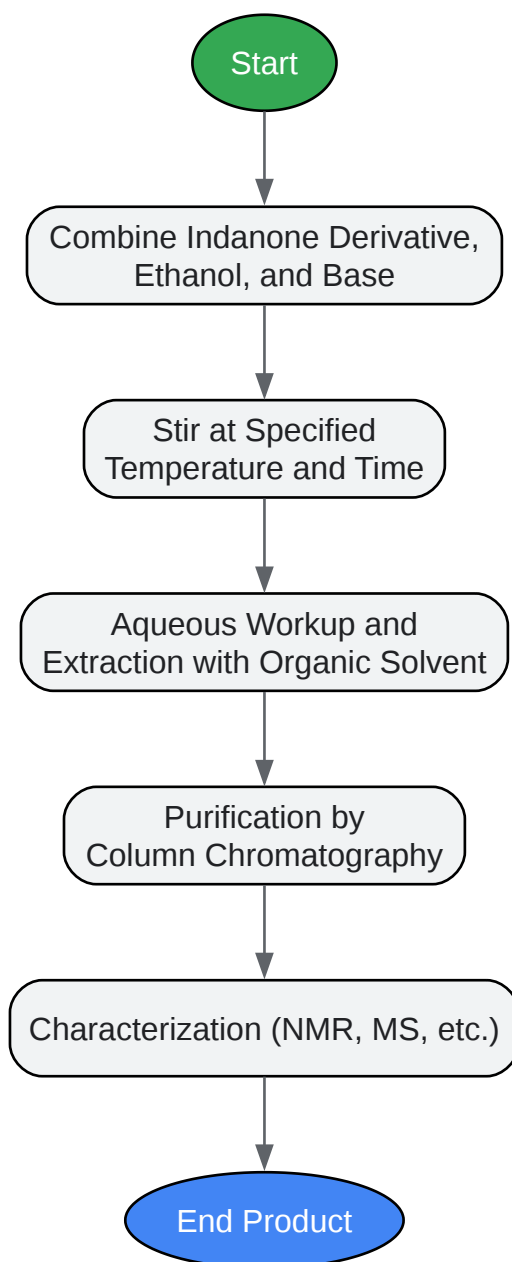 Start
Combine Indanone Derivative,
Ethanol, and Base
Stir at Specified
Temperature and Time
Aqueous Workup and
Extraction with Organic Solvent
Purification by
Column Chromatography
Characterization (NMR, MS, etc.)
End Product